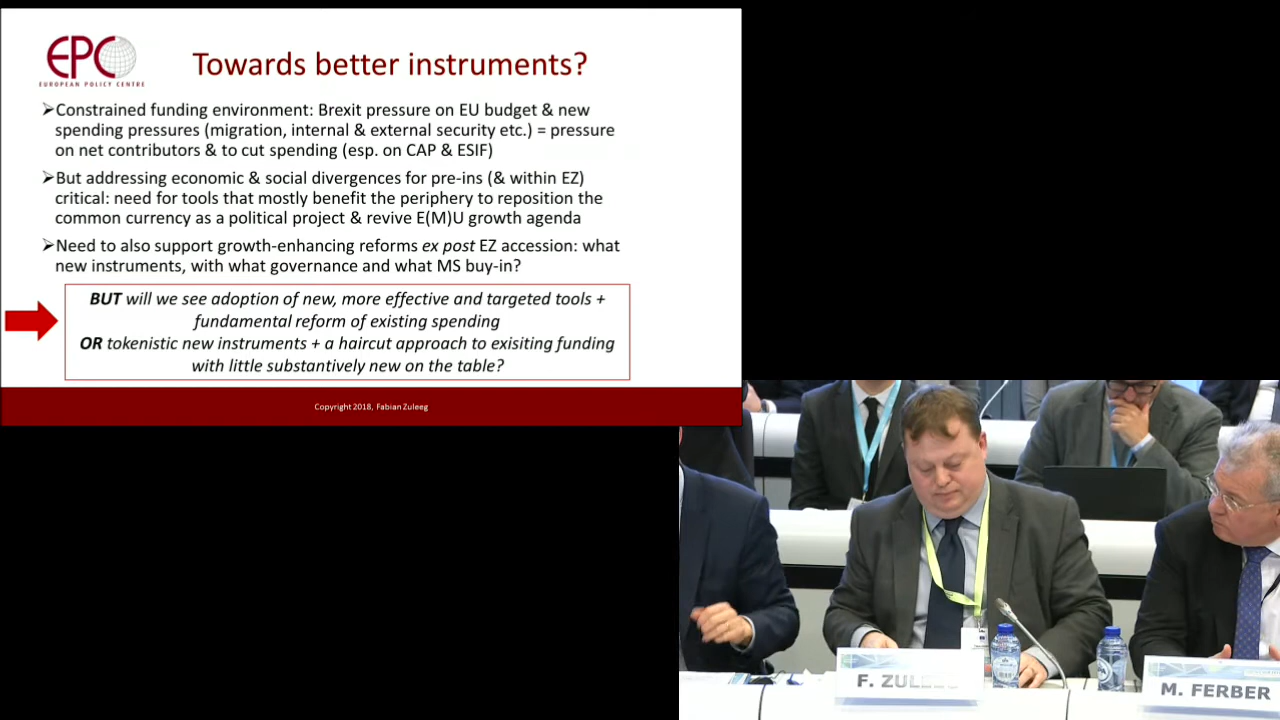 EPC
EUROPEAN POLICY CENTRE
Towards better instruments?
➢Constrained funding environment: Brexit pressure on EU budget & new
spending pressures (migration, internal & external security etc.) = pressure
on net contributors & to cut spending (esp. on CAP & ESIF)
➢But addressing economic & social divergences for pre-ins (& within EZ)
critical: need for tools that mostly benefit the periphery to reposition the
common currency as a political project & revive E(M)U growth agenda
➢Need to also support growth-enhancing reforms ex post EZ accession: what
new instruments, with what governance and what MS buy-in?
BUT will we see adoption of new, more effective and targeted tools +
fundamental reform of existing spending
OR tokenistic new instruments + a haircut approach to exisiting funding
with little substantively new on the table?
Copyright 2018, Fabian Zuleeg
F. ZULEEG
M. FERBER